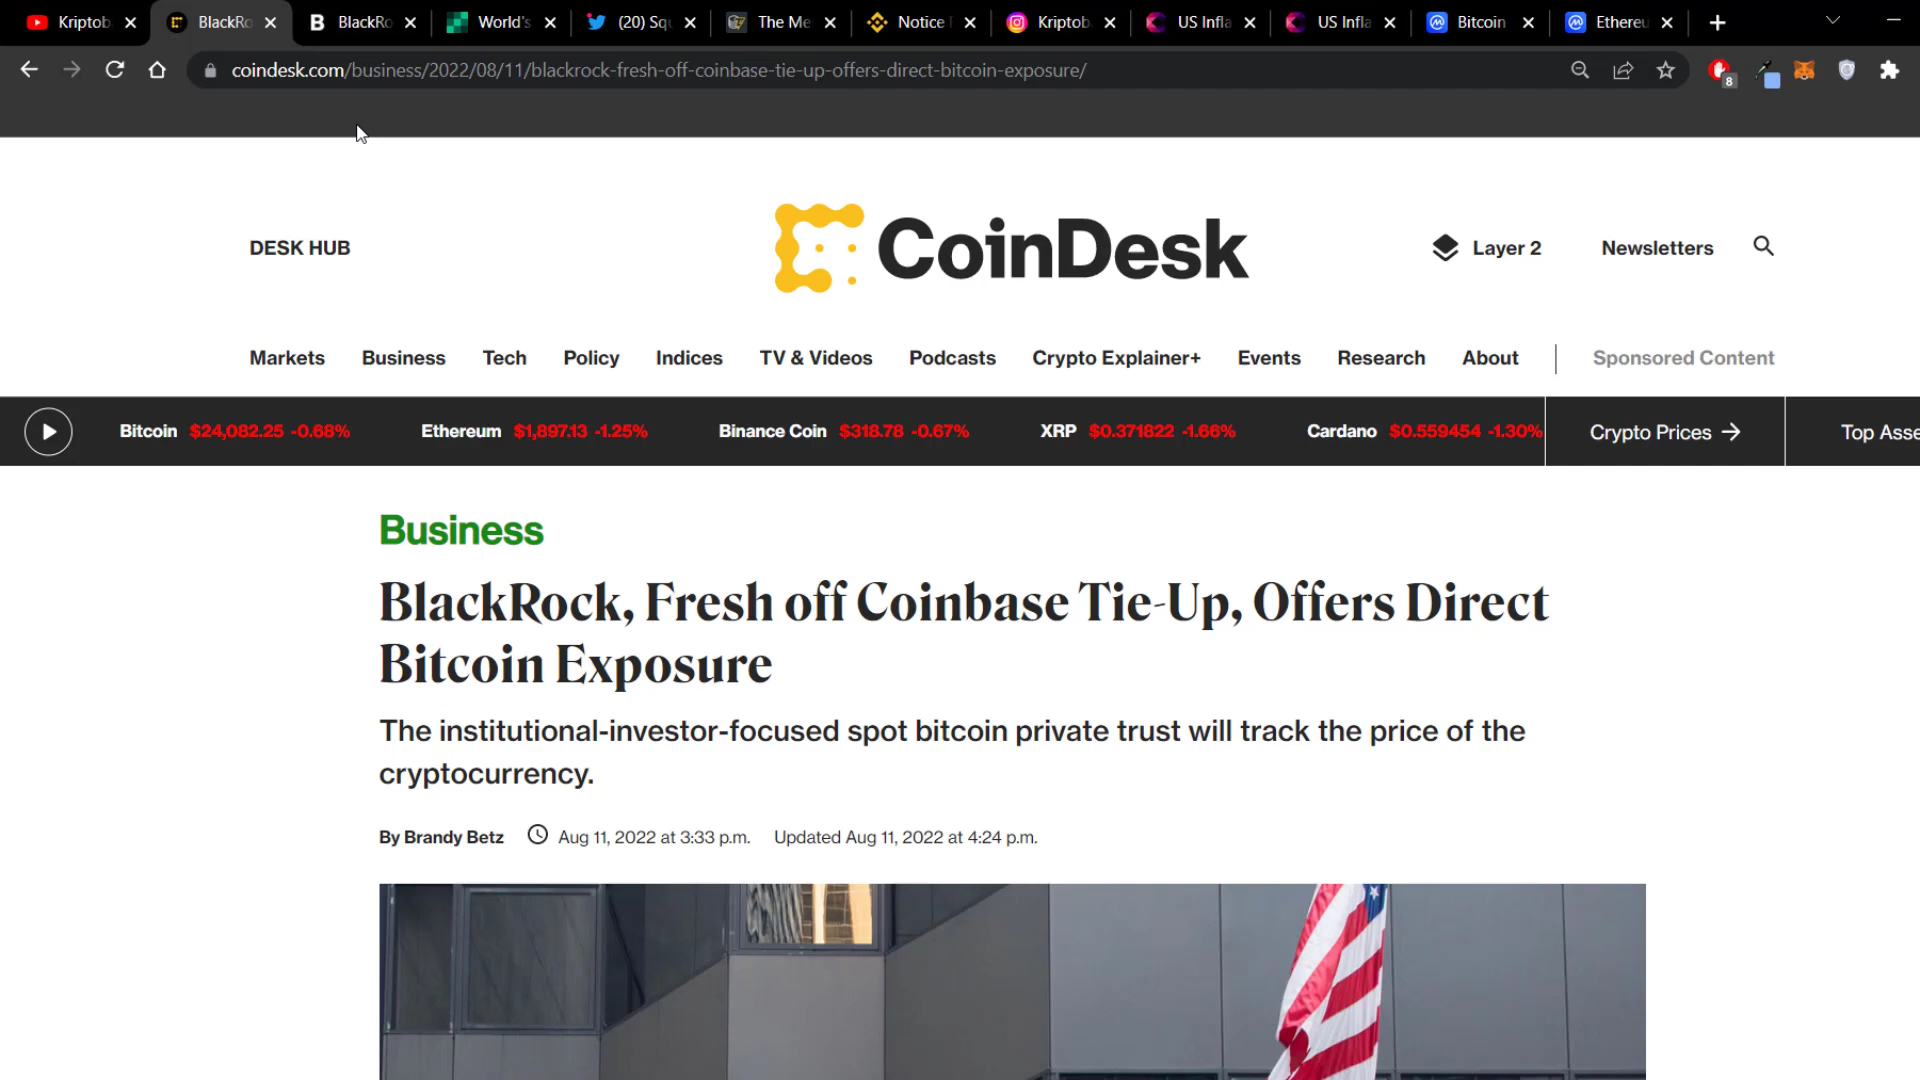 Kriptob
BlackRo
BlackRo
World's
(20) Squ
The Me
Notice
Kriptob
US Infla
US Infla
Bitcoin
Ethereu
coindesk.com/business/2022/08/11/blackrock-fresh-off-coinbase-tie-up-offers-direct-bitcoin-exposure/
8
DESK HUB
CoinDesk
Layer 2
Newsletters
Markets Business Tech Policy Indices TV & Videos Podcasts Crypto Explainer+ Events Research About Sponsored Content
Bitcoin $24,082.25 -0.68% Ethereum $1,897.13 -1.25% Binance Coin $318.78 -0.67% XRP $0.371822 -1.66% Cardano $0.559454 -1.30% Crypto Prices → Top Asse
Business
BlackRock, Fresh off Coinbase Tie-Up, Offers Direct
Bitcoin Exposure
The institutional-investor-focused spot bitcoin private trust will track the price of the
cryptocurrency.
By Brandy Betz Aug 11, 2022 at 3:33 p.m. Updated Aug 11, 2022 at 4:24 p.m.